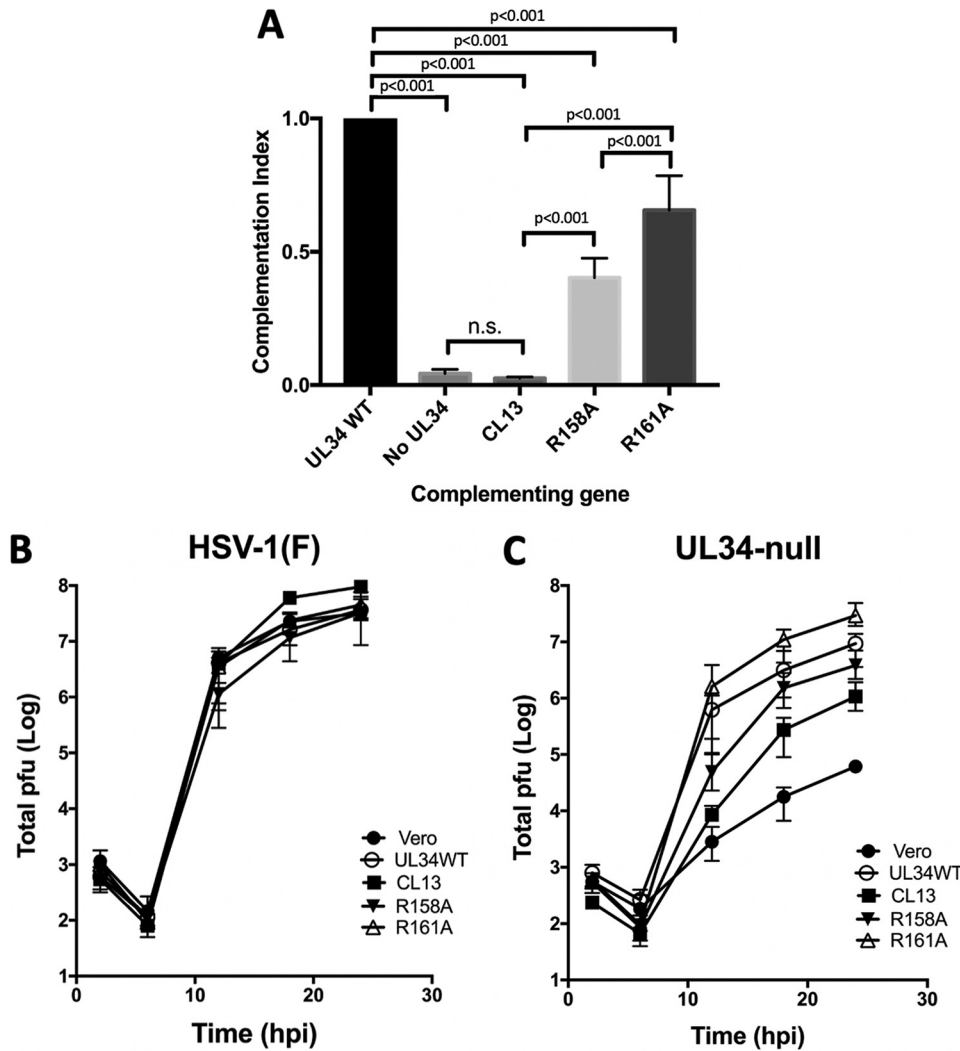 A
p<0.001
p<0.001
p<0.001
p<0.001
p<0.001
p<0.001
p<0.001
n.s.
Complementation Index
1.0
0.5
0.0
UL34 WT
No UL34
CL13
R158A
R161A
Complementing gene
B
HSV-1(F)
Total pfu (Log)
8
7
6
5
4
3
2
1
0
10
20
30
Time (hpi)
Vero
UL34WT
CL13
R158A
R161A
C
UL34-null
Total pfu (Log)
8
7
6
5
4
3
2
1
0
10
20
30
Time (hpi)
Vero
UL34WT
CL13
R158A
R161A